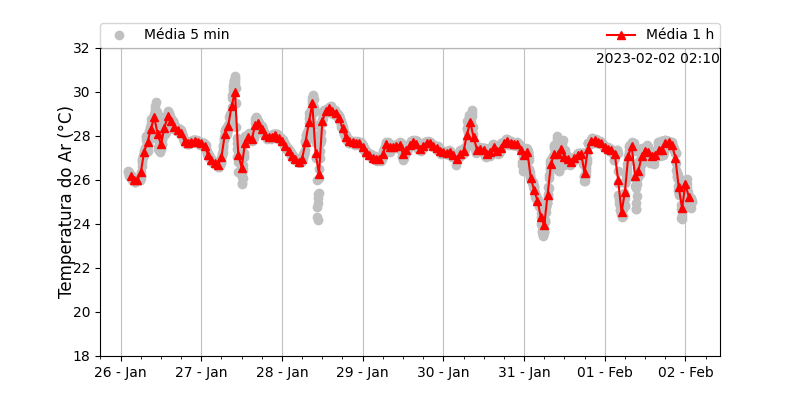 Média 5 min
Média 1 h
2023-02-02 02:10
Temperatura do Ar (°C)
32
30
28
26
24
22
20
18
26 - Jan
27 - Jan
28 - Jan
29 - Jan
30 - Jan
31 - Jan
01 - Feb
02 - Feb